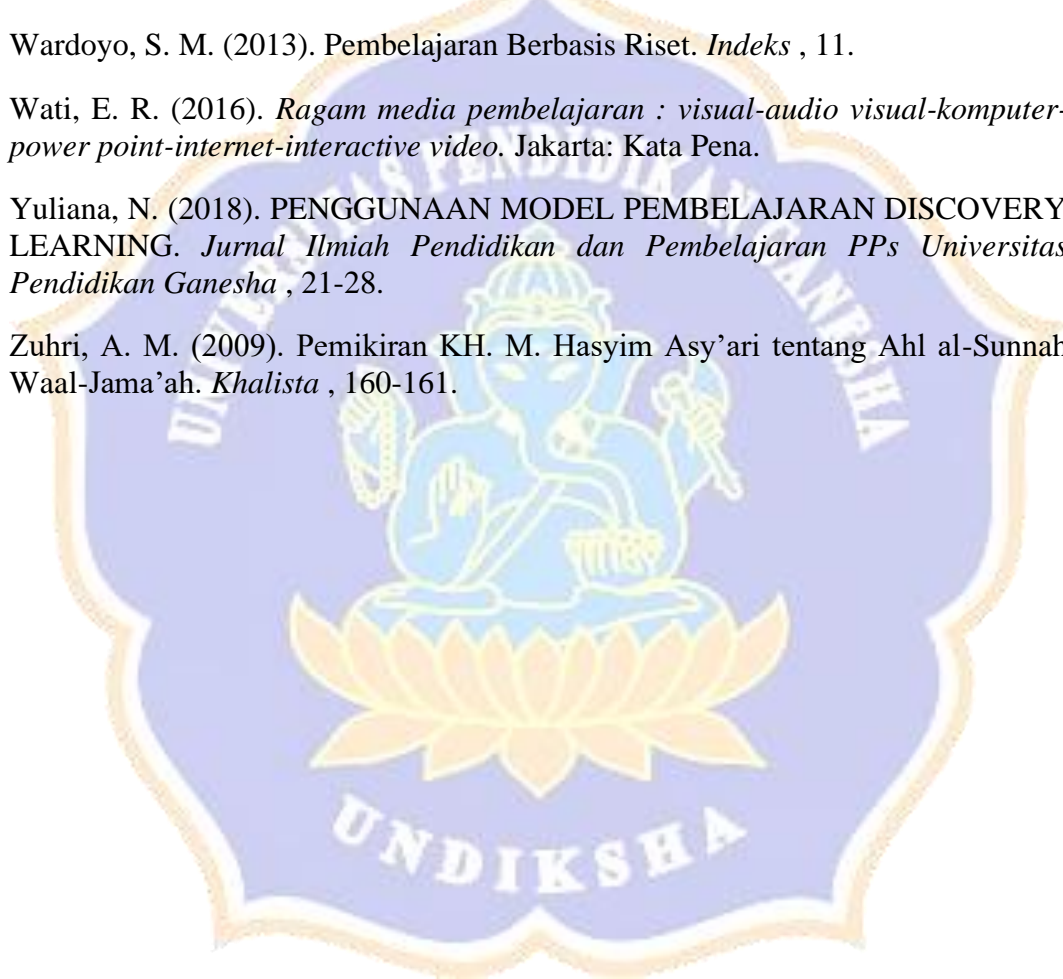 Wardoyo, S. M. (2013). Pembelajaran Berbasis Riset. Indeks , 11.
Wati, E. R. (2016). Ragam media pembelajaran : visual-audio visual-komputer-
power point-internet-interactive video. Jakarta: Kata Pena.
Yuliana, N. (2018). PENGGUNAAN MODEL PEMBELAJARAN DISCOVERY
LEARNING. Jurnal Ilmiah Pendidikan dan Pembelajaran PPs Universitas
Pendidikan Ganesha , 21-28.
Zuhri, A. M. (2009). Pemikiran KH. M. Hasyim Asy’ari tentang Ahl al-Sunnah
Waal-Jama’ah. Khalista , 160-161.
UNIVERSITAS PENDIDIKAN GANESHA
UNDIKSHA